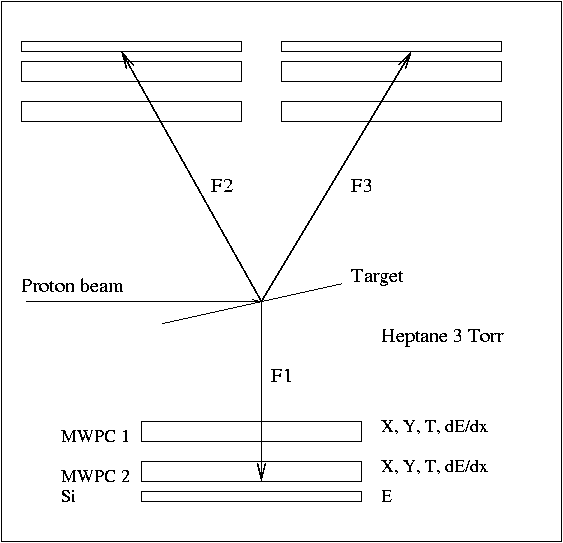 F2
F3
Target
Proton beam
Heptane 3 Torr
F1
MWPC 1
X, Y, T, dE/dx
MWPC 2
X, Y, T, dE/dx
Si
E